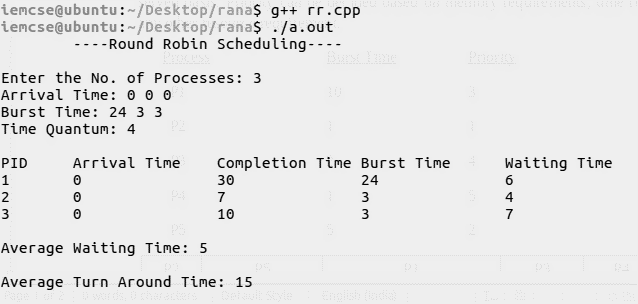 iemcse@ubuntu:~/Desktop/rana$ g++ rr.cpp
iemcse@ubuntu:~/Desktop/rana$ ./a.out
----Round Robin Scheduling----
Enter the No. of Processes: 3
Arrival Time: 0 0 0
Burst Time: 24 3 3
Time Quantum: 4
PID Arrival Time Completion Time Burst Time Waiting Time
1 0 30 24 6
2 0 7 3 4
3 0 10 3 7
Average Waiting Time: 5
Average Turn Around Time: 15